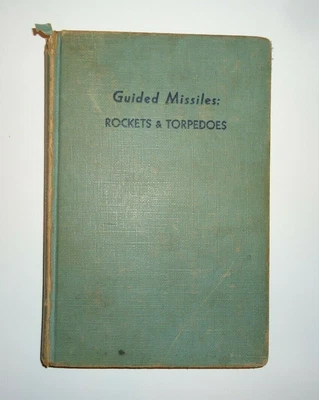 Guided Missiles:
ROCKETS & TORPEDOES